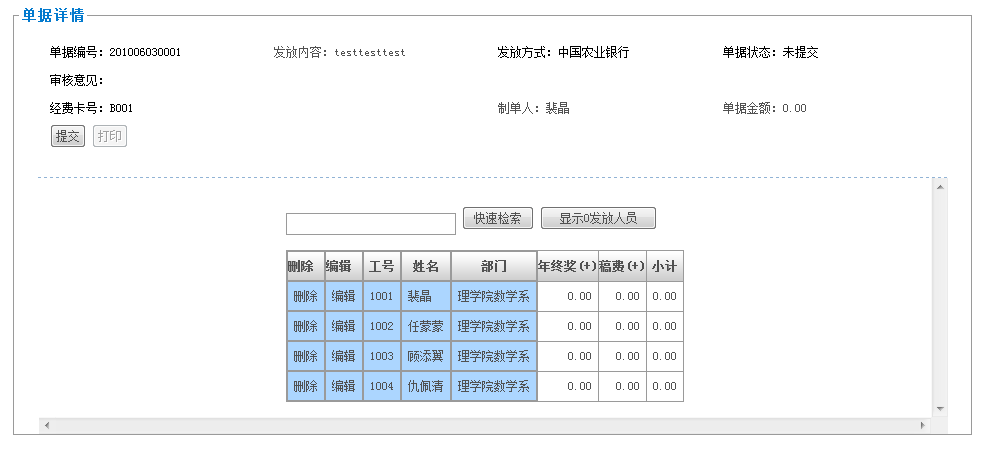 单据详情
单据编号：201006030001 发放内容：testtesttest 发放方式：中国农业银行 单据状态：未提交
审核意见：
经费卡号：B001 制单人：裴晶 单据金额：0.00
提交 打印
快速检索 显示0发放人员
删除 编辑 工号 姓名 部门 年终奖(+) 稿费(+) 小计
删除 编辑 1001 裴晶 理学院数学系 0.00 0.00 0.00
删除 编辑 1002 任蒙蒙 理学院数学系 0.00 0.00 0.00
删除 编辑 1003 顾添翼 理学院数学系 0.00 0.00 0.00
删除 编辑 1004 仇佩清 理学院数学系 0.00 0.00 0.00